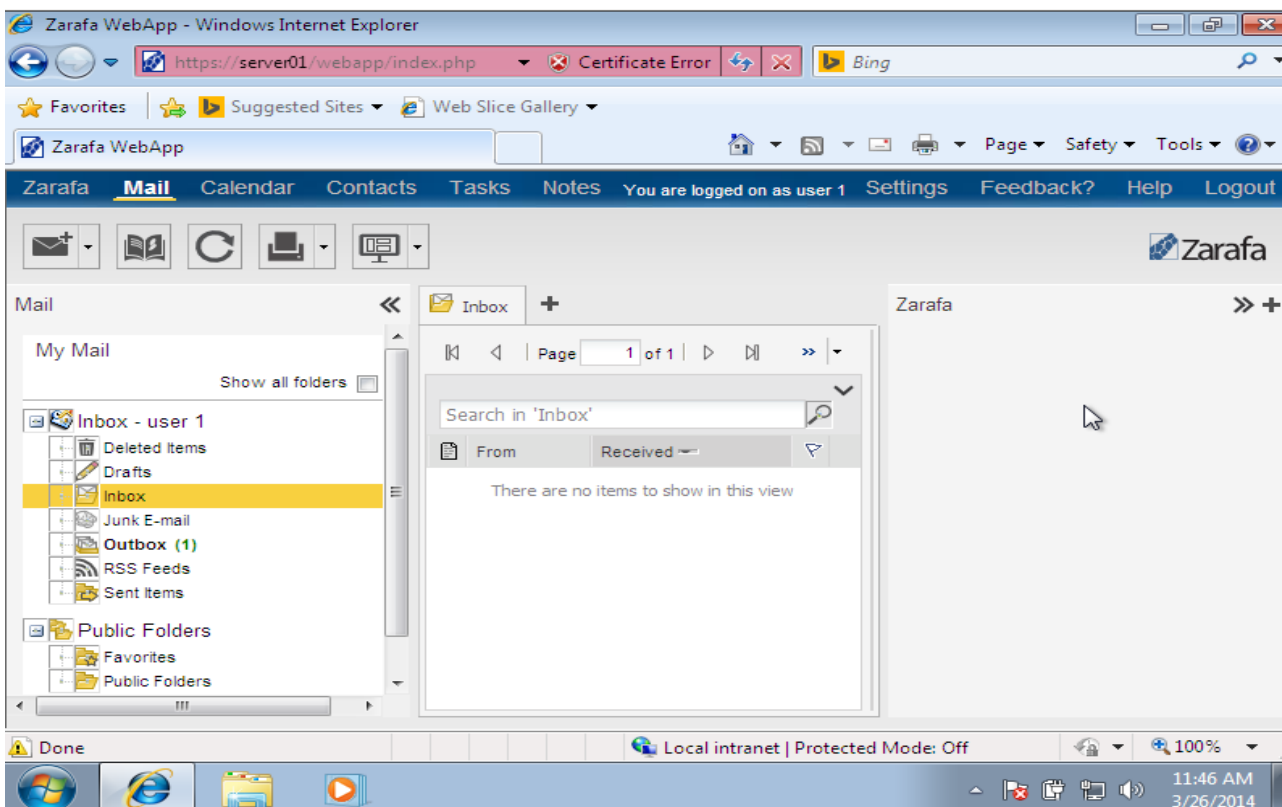 Zarafa WebApp - Windows Internet Explorer
https://server01/webapp/index.php Certificate Error Bing
Favorites Suggested Sites Web Slice Gallery
Zarafa WebApp Page Safety Tools
Zarafa Mail Calendar Contacts Tasks Notes You are logged on as user 1 Settings Feedback? Help Logout
Zarafa
Mail
Inbox
Zarafa
My Mail
Show all folders
Page 1 of 1
Search in 'Inbox'
From Received
There are no items to show in this view
Inbox - user 1
Deleted Items
Drafts
Inbox
Junk E-mail
Outbox (1)
RSS Feeds
Sent Items
Public Folders
Favorites
Public Folders
Done Local intranet | Protected Mode: Off 100%
11:46 AM
3/26/2014